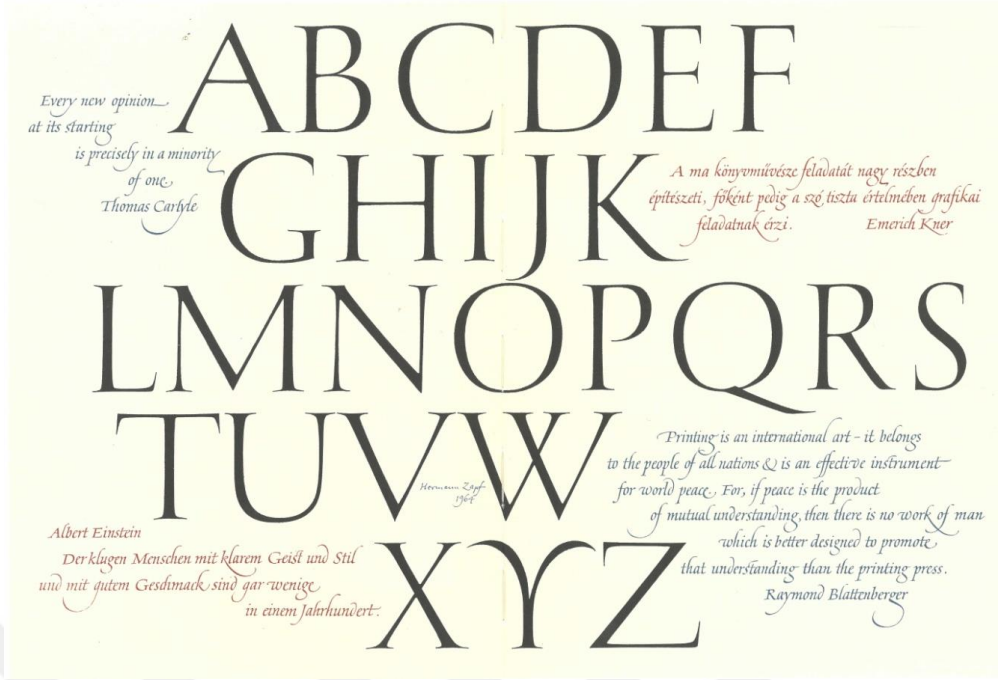 ABCDEF
Every new opinion
at its starting
is precisely in a minority
of one
Thomas Carlyle
GHIJK
A ma könyvművésze feladatát nagy részben
építészeti, főként pedig a szó tiszta értelmében grafikai
feladatnak érzi.
Emerich Kner
LMNOPQRS
TUVW
Hermann Zapf
1964
Printing is an international art – it belongs
to the people of all nations & is an effective instrument
for world peace. For, if peace is the product
of mutual understanding, then there is no work of man
which is better designed to promote
that understanding than the printing press.
Raymond Blattenberger
Albert Einstein
Der klugen Menschen mit klarem Geist und Stil
und mit gutem Geschmack sind gar wenige
in einem Jahrhundert.
XYZ